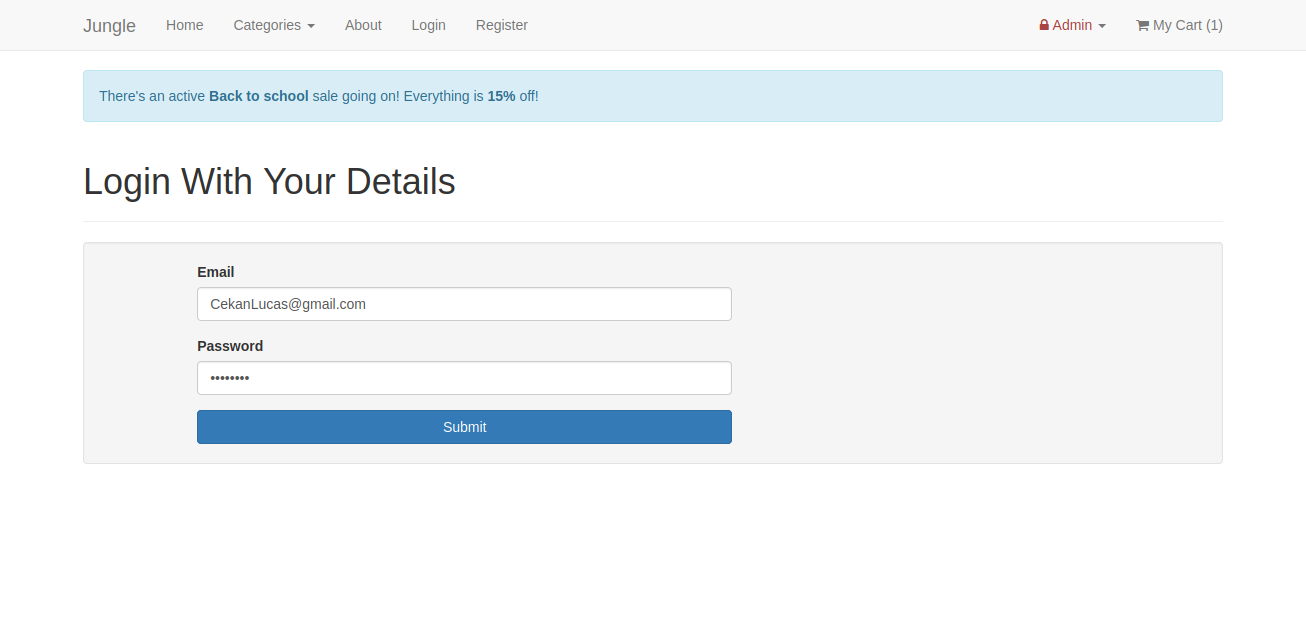 Jungle Home Categories About Login Register Admin My Cart (1)
There's an active Back to school sale going on! Everything is 15% off!
Login With Your Details
Email
CekanLucas@gmail.com
Password
••••••••
Submit